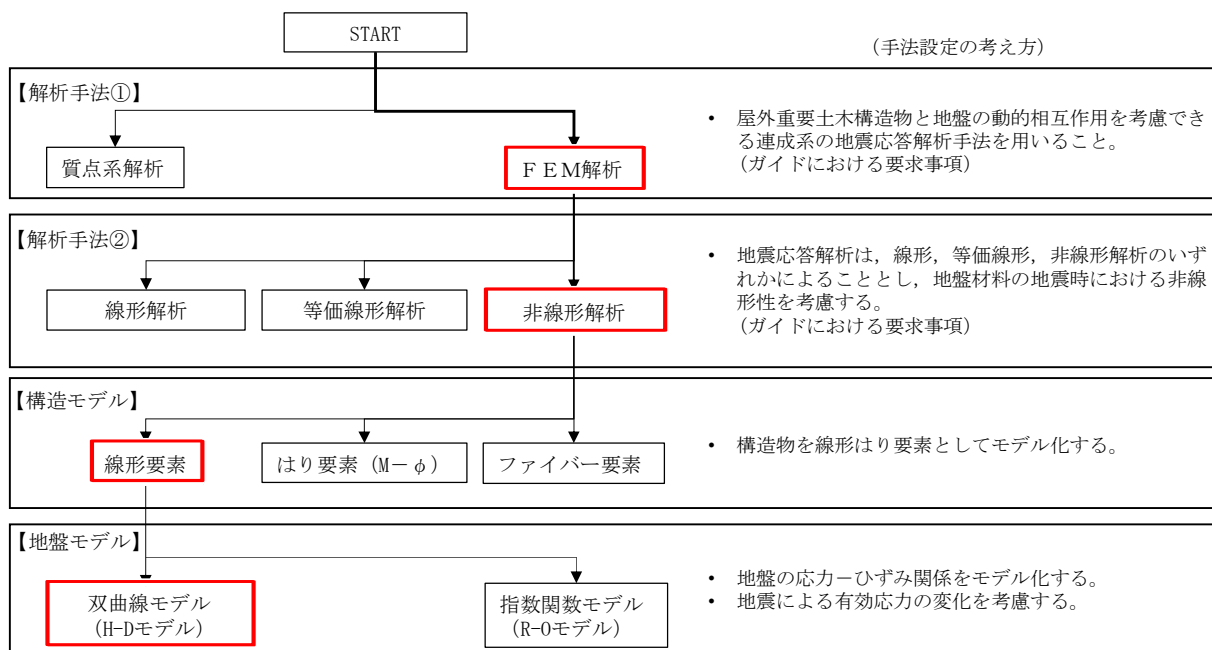 START
(手法設定の考え方)
【解析手法①】
質点系解析
ＦＥＭ解析
• 屋外重要土木構造物と地盤の動的相互作用を考慮でき
る連成系の地震応答解析手法を用いること。
(ガイドにおける要求事項)
【解析手法②】
線形解析
等価線形解析
非線形解析
• 地震応答解析は，線形，等価線形，非線形解析のいず
れかによることとし，地盤材料の地震時における非線
形性を考慮する。
(ガイドにおける要求事項)
【構造モデル】
線形要素
はり要素（M－φ）
ファイバー要素
• 構造物を線形はり要素としてモデル化する。
【地盤モデル】
双曲線モデル
(H-Dモデル)
指数関数モデル
(R-Oモデル)
• 地盤の応力－ひずみ関係をモデル化する。
• 地震による有効応力の変化を考慮する。